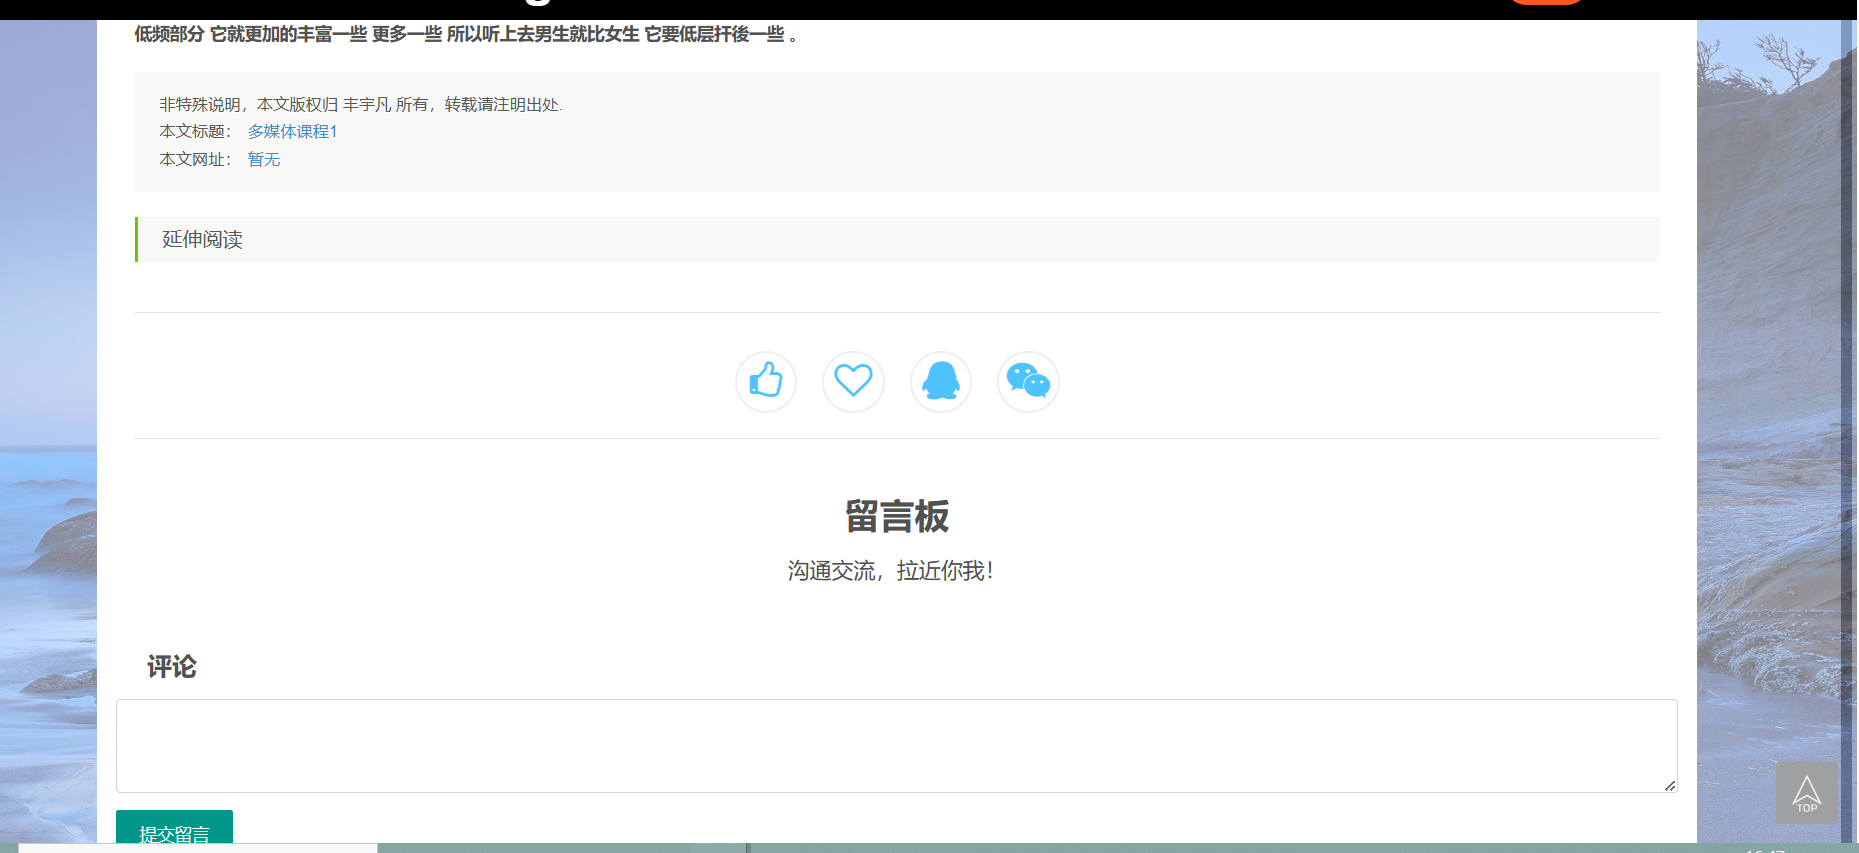 低频部分 它就更加的丰富一些 更多一些 所以听上去男生就比女生 它要低层扞後一些 。
非特殊说明，本文版权归 丰宇凡 所有，转载请注明出处.
本文标题： 多媒体课程1
本文网址： 暂无
延伸阅读
留言板
沟通交流，拉近你我！
评论
提交留言
TOP